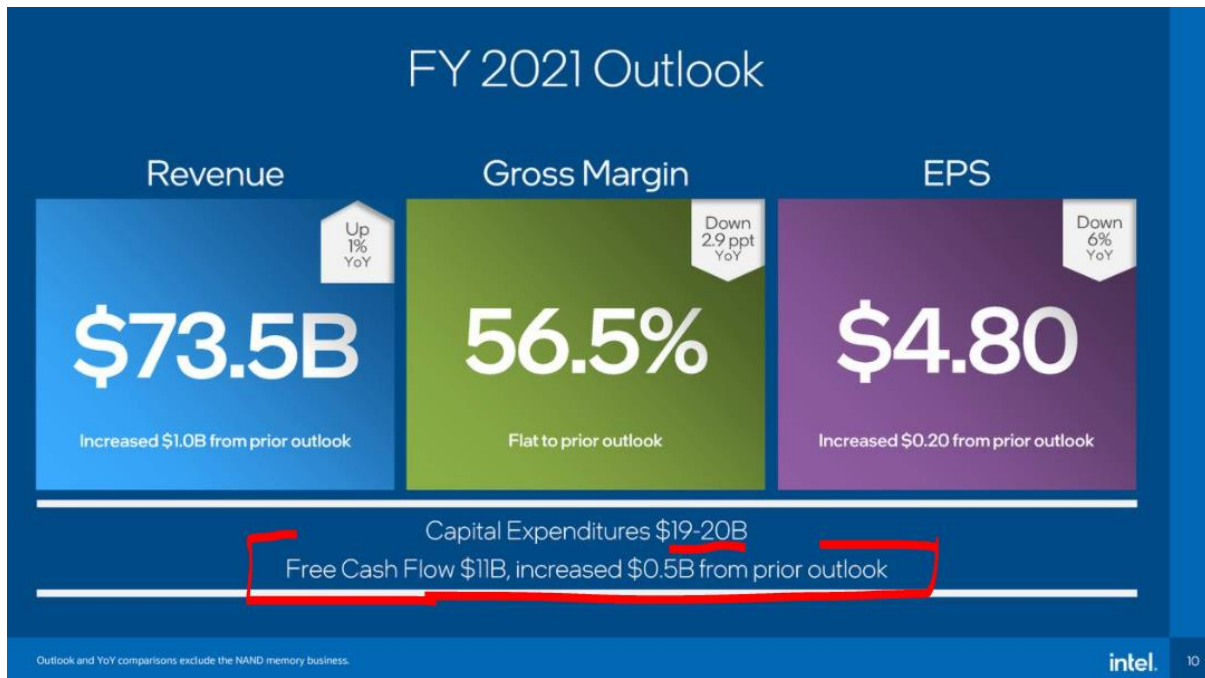 FY 2021 Outlook
Revenue
Gross Margin
EPS
Up
1%
YoY
$73.5B
Increased $1.0B from prior outlook
Down
2.9 ppt
YoY
56.5%
Flat to prior outlook
Down
6%
YoY
$4.80
Increased $0.20 from prior outlook
Capital Expenditures $19-20B
Free Cash Flow $11B, increased $0.5B from prior outlook
Outlook and YoY comparisons exclude the NAND memory business.
intel.
10